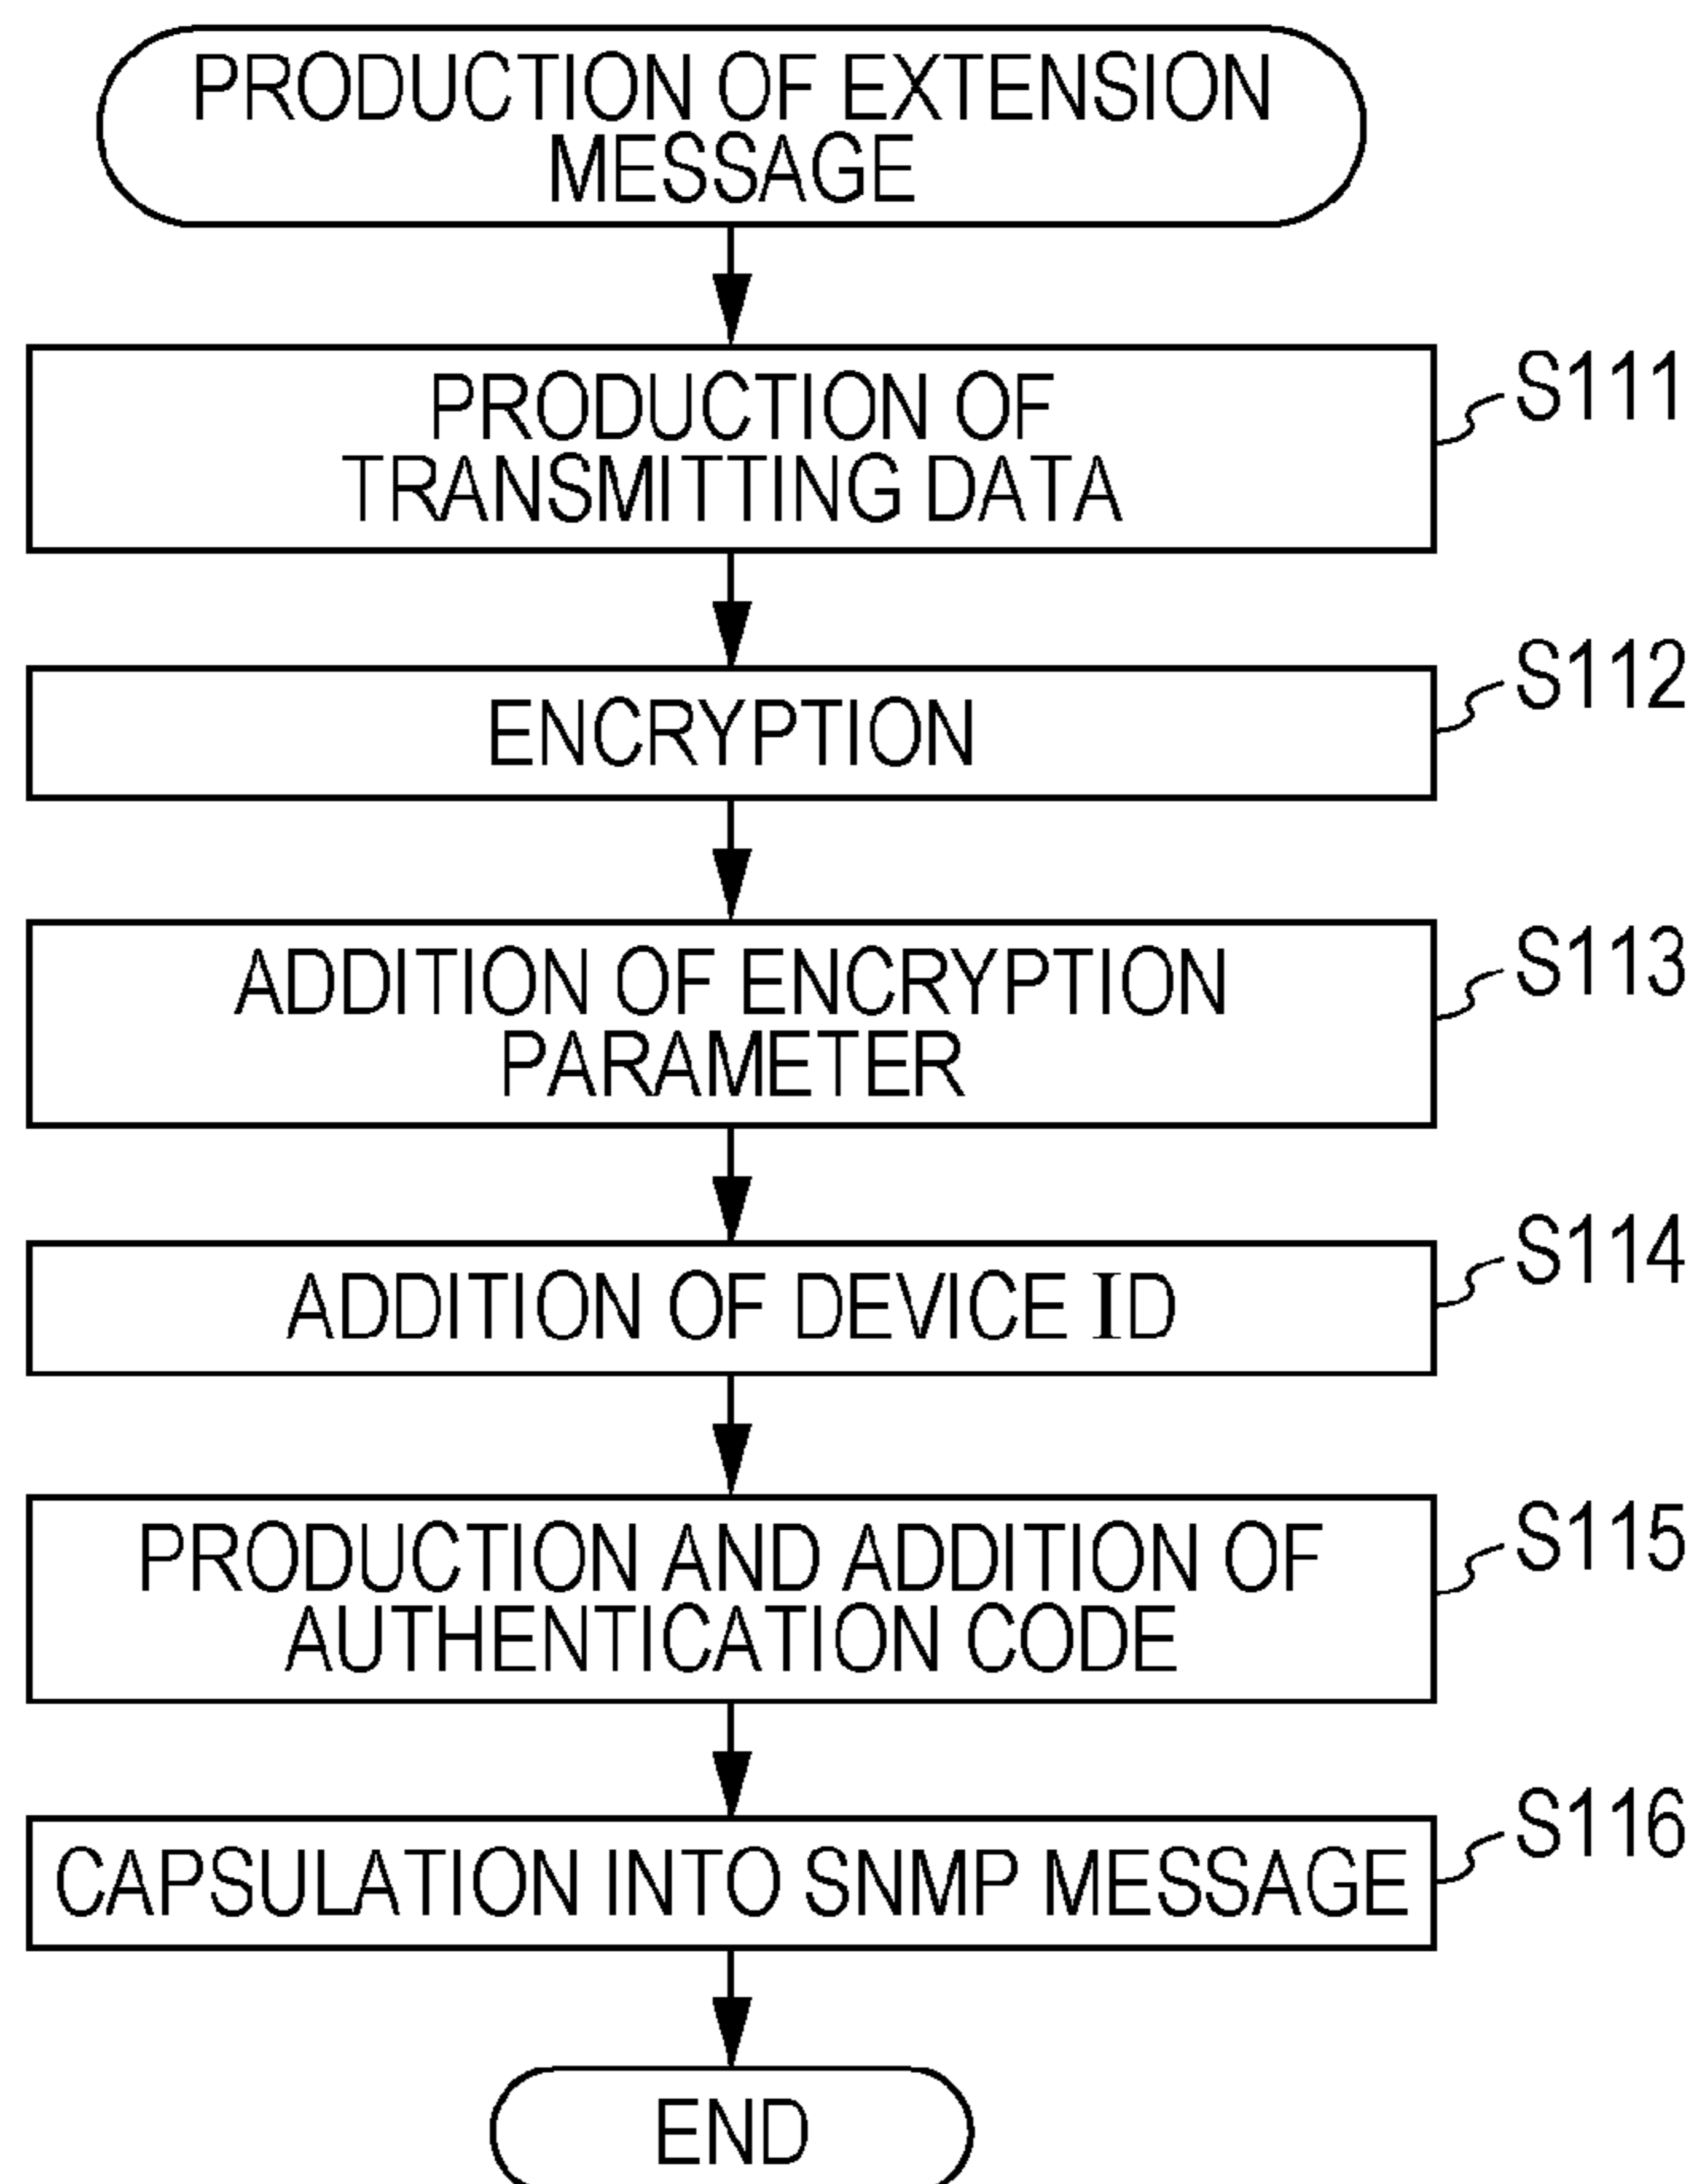 PRODUCTION OF EXTENSION
MESSAGE
PRODUCTION OF
TRANSMITTING DATA
S111
ENCRYPTION
S112
ADDITION OF ENCRYPTION
PARAMETER
S113
ADDITION OF DEVICE ID
S114
PRODUCTION AND ADDITION OF
AUTHENTICATION CODE
S115
CAPSULATION INTO SNMP MESSAGE
S116
END